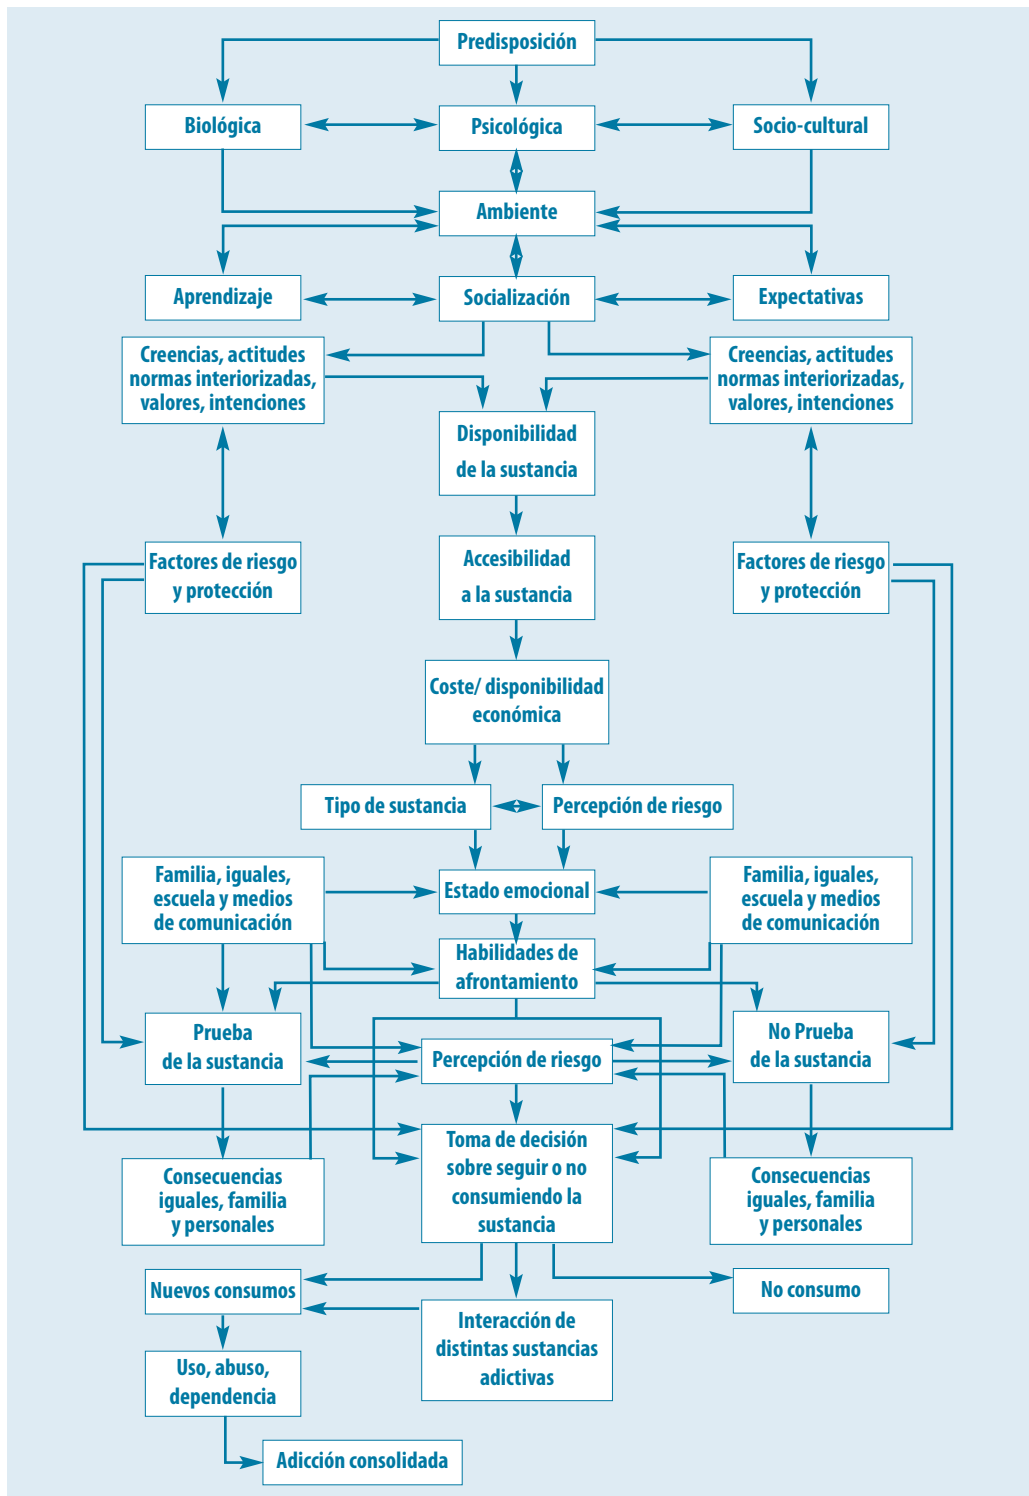 Predisposición
Biológica
Psicológica
Socio-cultural
Ambiente
Aprendizaje
Socialización
Expectativas
Creencias, actitudes
normas interiorizadas,
valores, intenciones
Creencias, actitudes
normas interiorizadas,
valores, intenciones
Disponibilidad
de la sustancia
Factores de riesgo
y protección
Accesibilidad
a la sustancia
Factores de riesgo
y protección
Coste/ disponibilidad
económica
Tipo de sustancia
Percepción de riesgo
Familia, iguales,
escuela y medios
de comunicación
Estado emocional
Familia, iguales,
escuela y medios
de comunicación
Habilidades de
afrontamiento
Prueba
de la sustancia
No Prueba
de la sustancia
Percepción de riesgo
Toma de decisión
sobre seguir o no
consumiendo la
sustancia
Consecuencias
iguales, familia
y personales
Consecuencias
iguales, familia
y personales
Nuevos consumos
No consumo
Interacción de
distintas sustancias
adictivas
Uso, abuso,
dependencia
Adicción consolidada